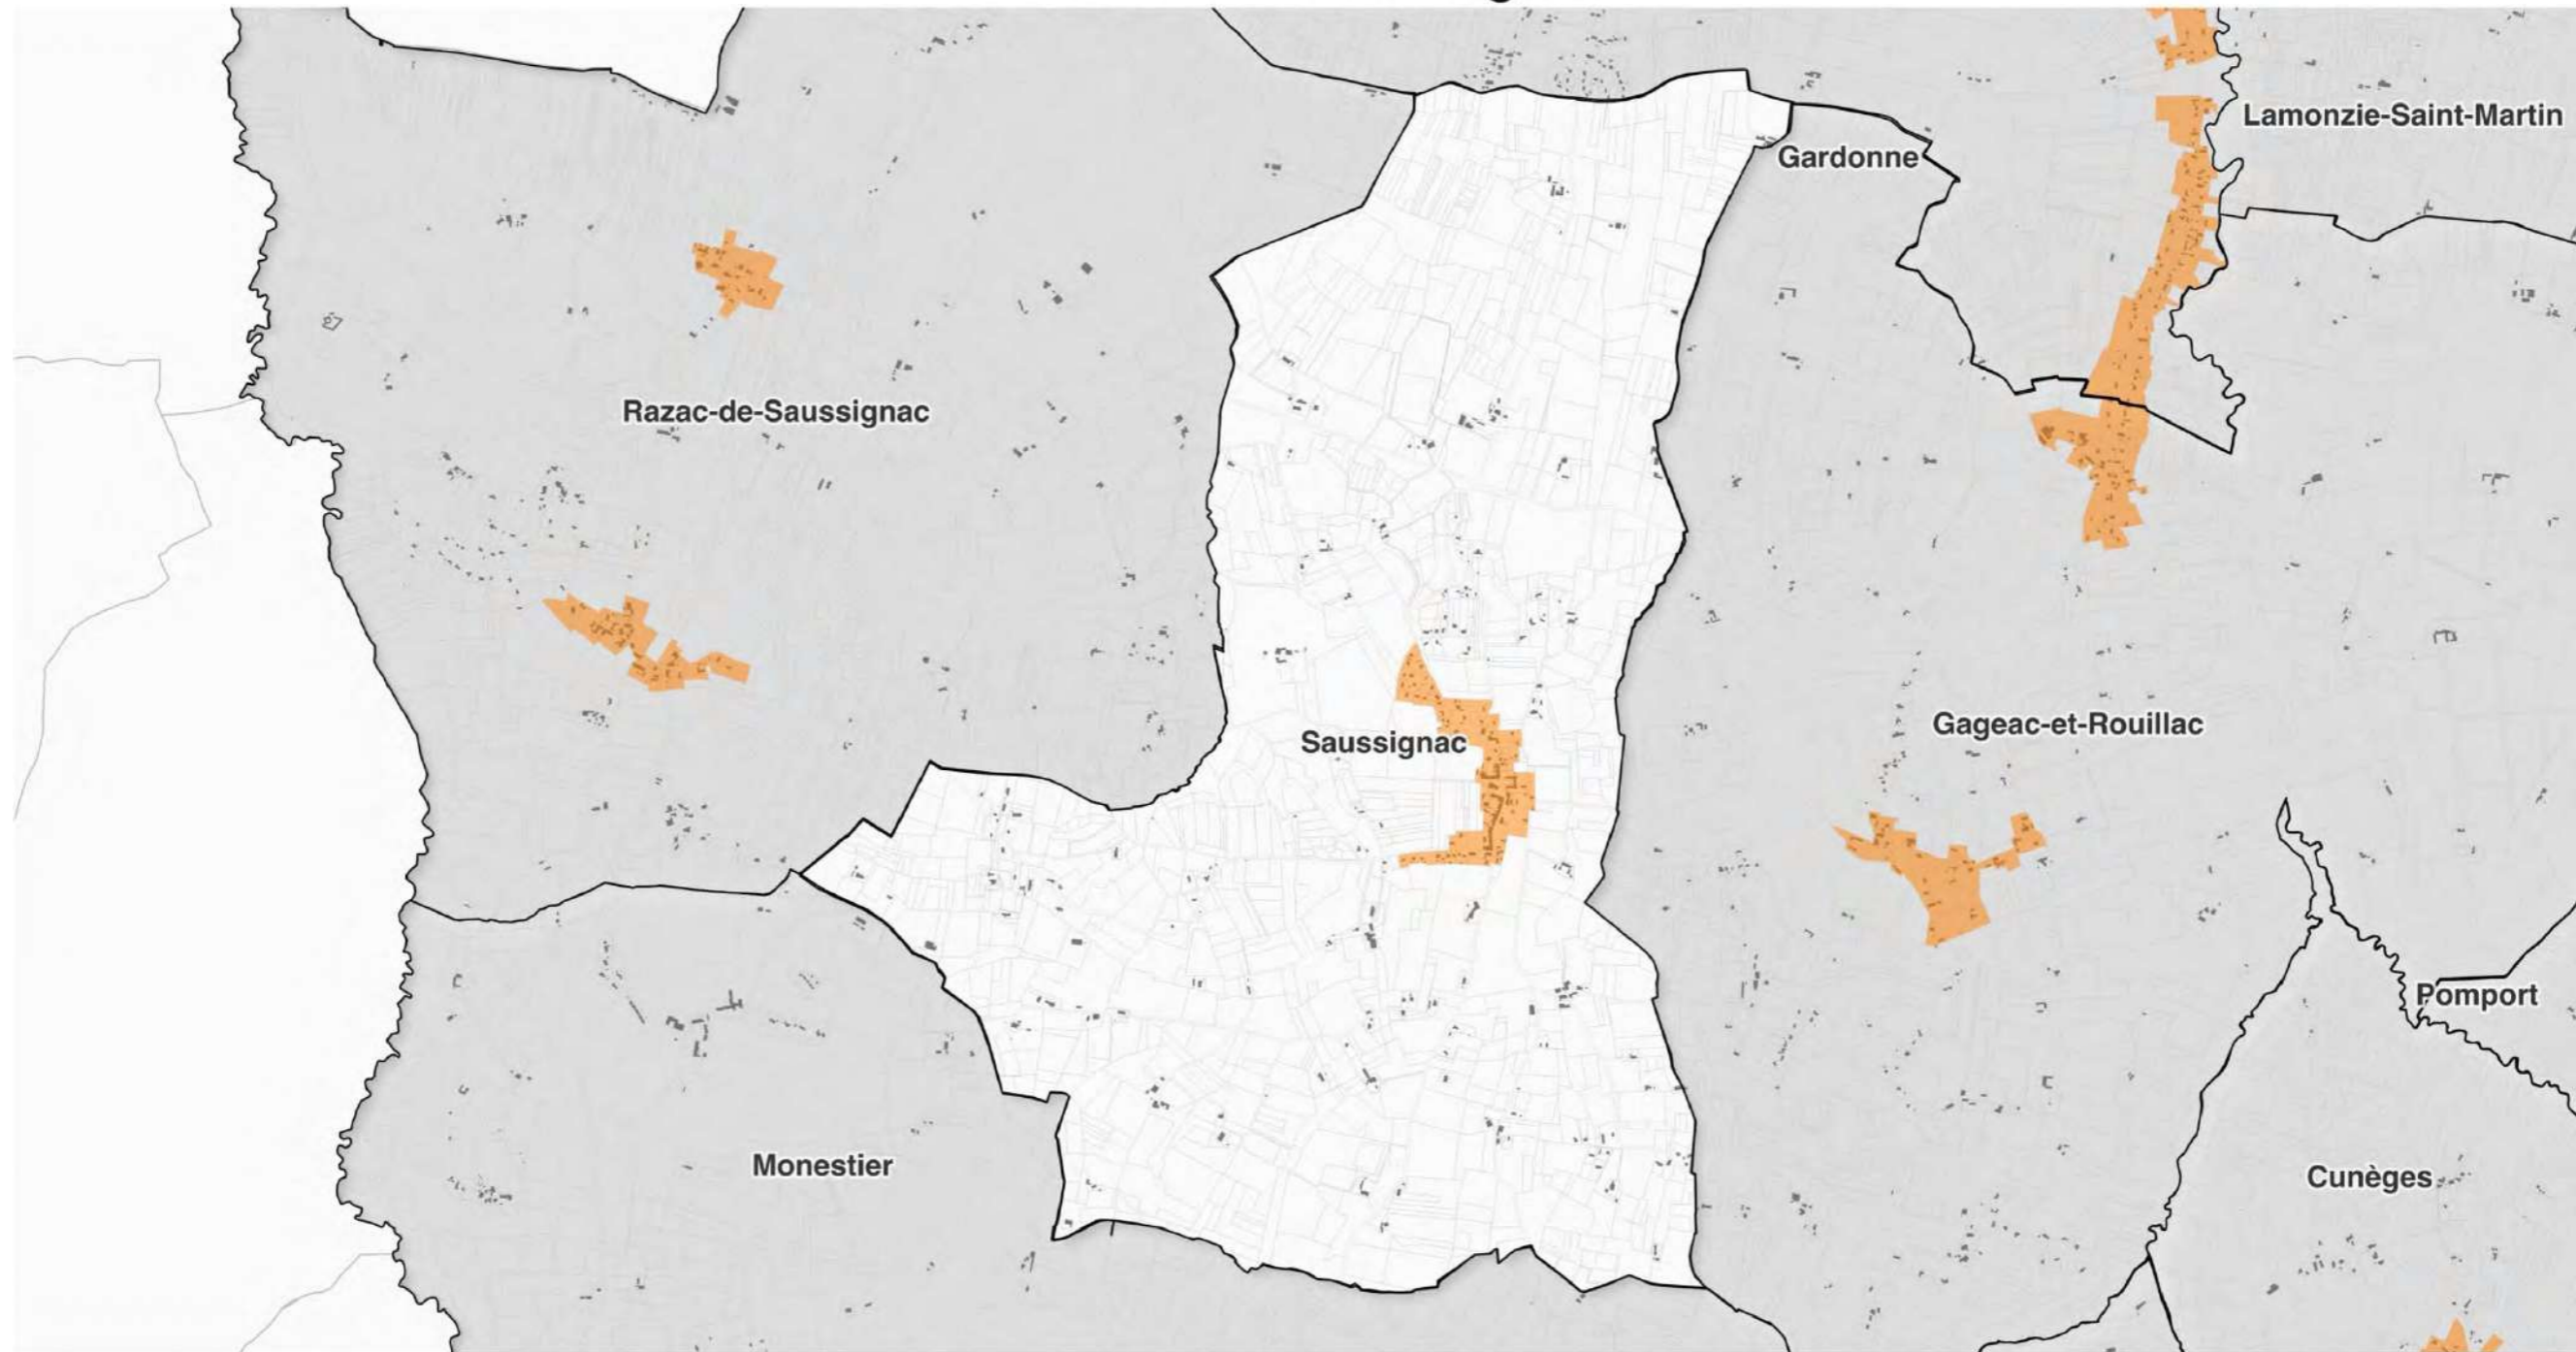 Lamonzie-Saint-Martin
Gardonne
Razac-de-Saussignac
Gageac-et-Rouillac
Saussignac
Pomport
Monestier
Cunèges